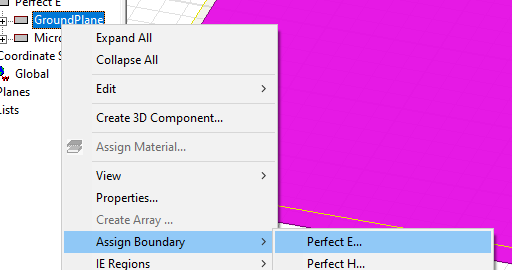 Perfect E
GroundPlane
Micro
Coordinate S
Global
Planes
Lists
Expand All
Collapse All
Edit
Create 3D Component...
Assign Material...
View
Properties...
Create Array ...
Assign Boundary
IE Regions
Perfect E...
Perfect H...